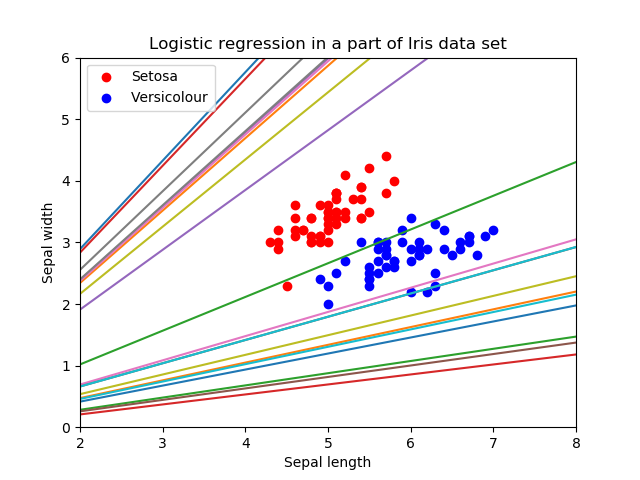 Logistic regression in a part of Iris data set
Setosa
Versicolour
Sepal width
6
5
4
3
2
1
0
2 3 4 5 6 7 8
Sepal length